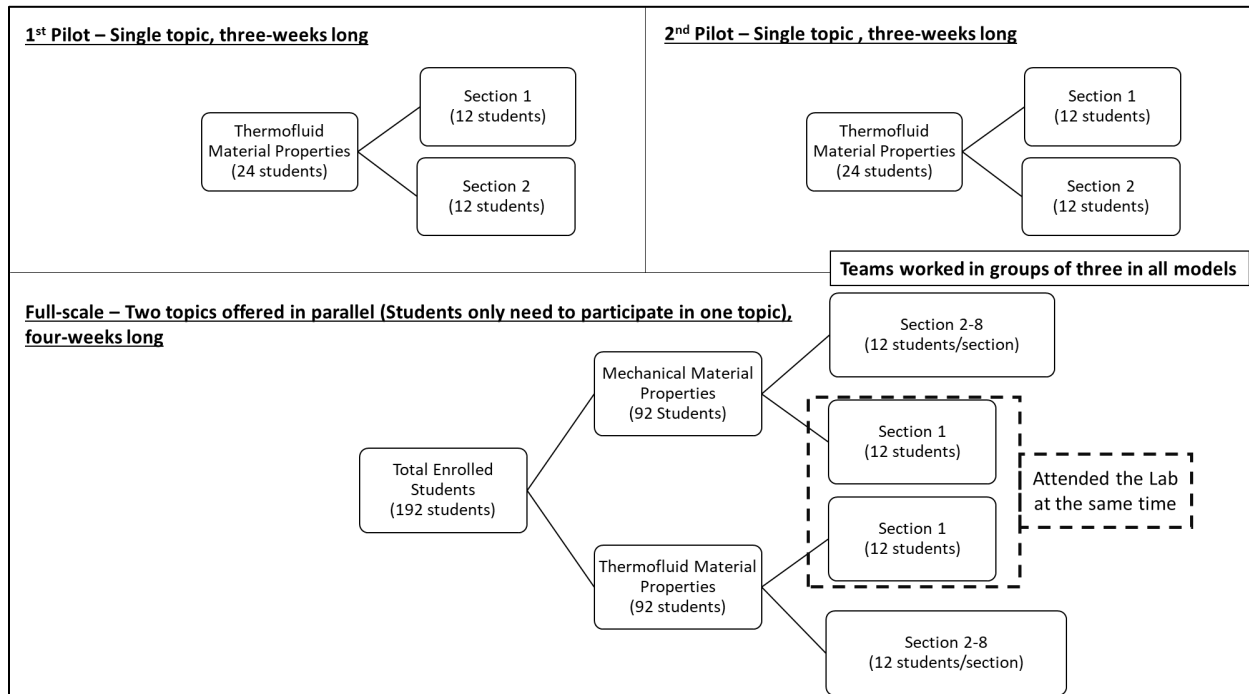 1st Pilot – Single topic, three-weeks long
Thermofluid
Material Properties
(24 students)
Section 1
(12 students)
Section 2
(12 students)
2nd Pilot – Single topic , three-weeks long
Thermofluid
Material Properties
(24 students)
Section 1
(12 students)
Section 2
(12 students)
Teams worked in groups of three in all models
Full-scale – Two topics offered in parallel (Students only need to participate in one topic),
four-weeks long
Total Enrolled
Students
(192 students)
Mechanical Material
Properties
(92 Students)
Section 2-8
(12 students/section)
Section 1
(12 students)
Attended the Lab
at the same time
Thermofluid Material
Properties
(92 students)
Section 1
(12 students)
Section 2-8
(12 students/section)